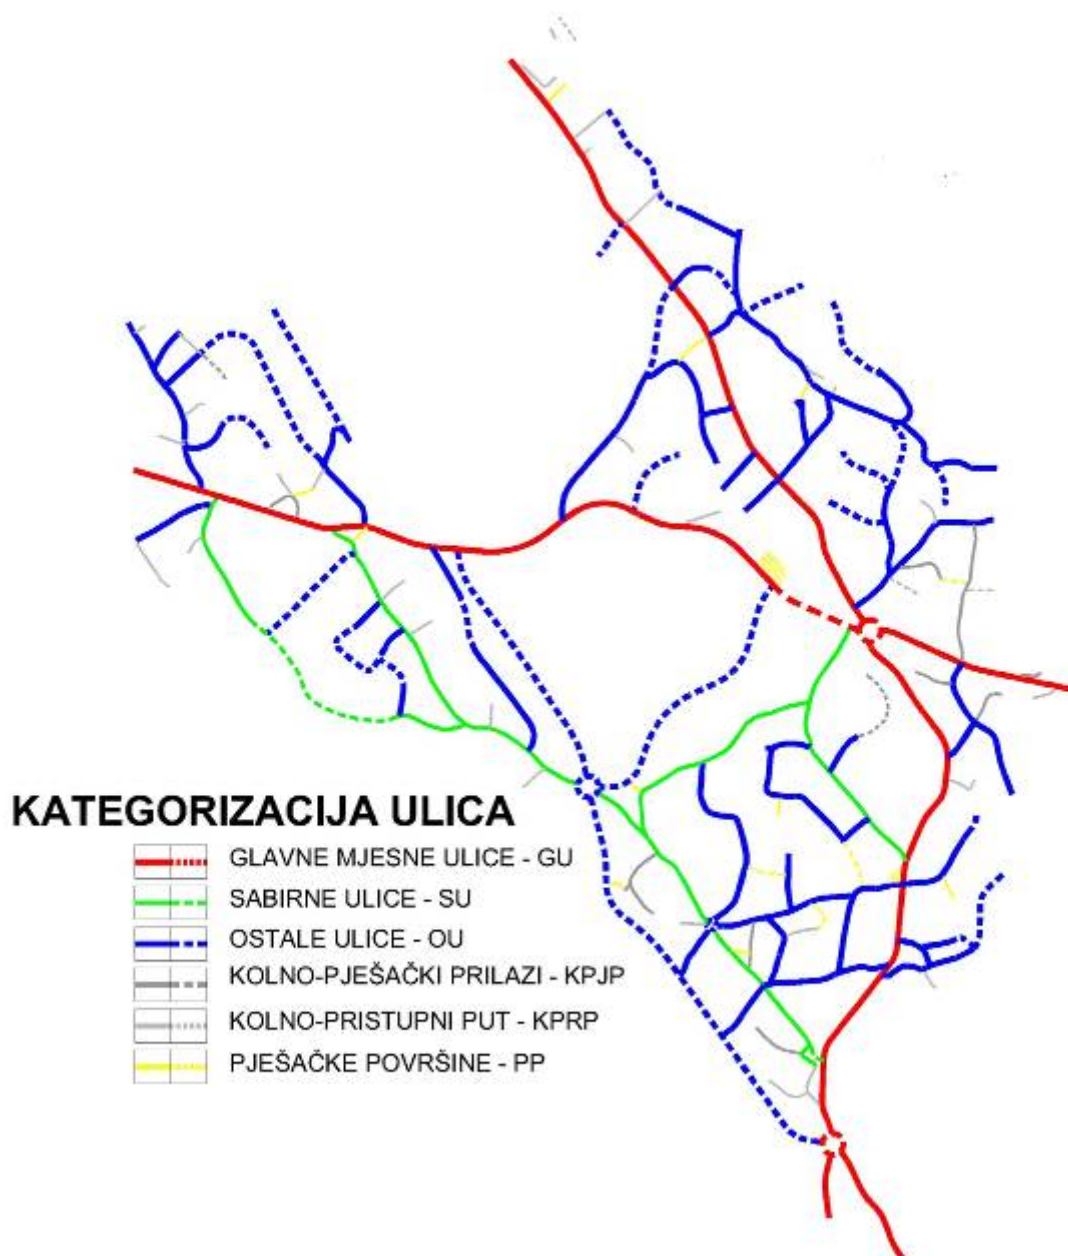 KATEGORIZACIJA ULICA
GLAVNE MJESNE ULICE - GU
SABIRNE ULICE - SU
OSTALE ULICE - OU
KOLNO-PJEŠAČKI PRILAZI - KPJP
KOLNO-PRISTUPNI PUT - KPRP
PJEŠAČKE POVRŠINE - PP